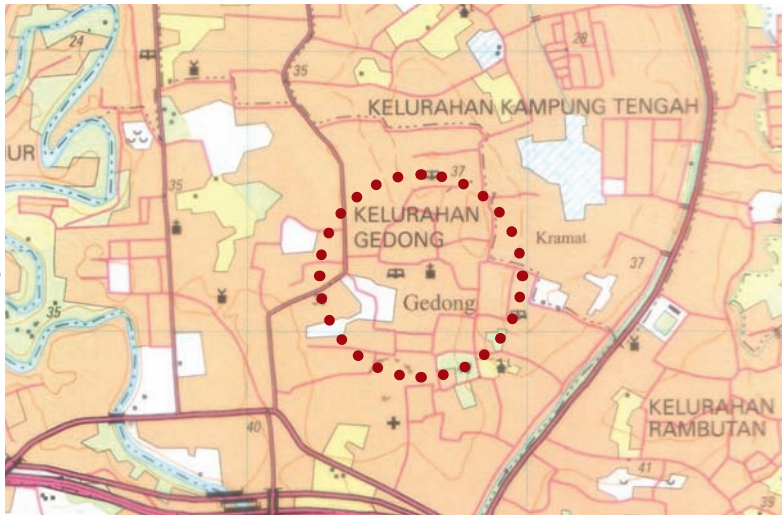 24
28
35
KELURAHAN KAMPUNG TENGAH
UR
37
35
KELURAHAN
GEDONG
Kramat
37
Gedong
35
KELURAHAN
RAMBUTAN
40
41
39